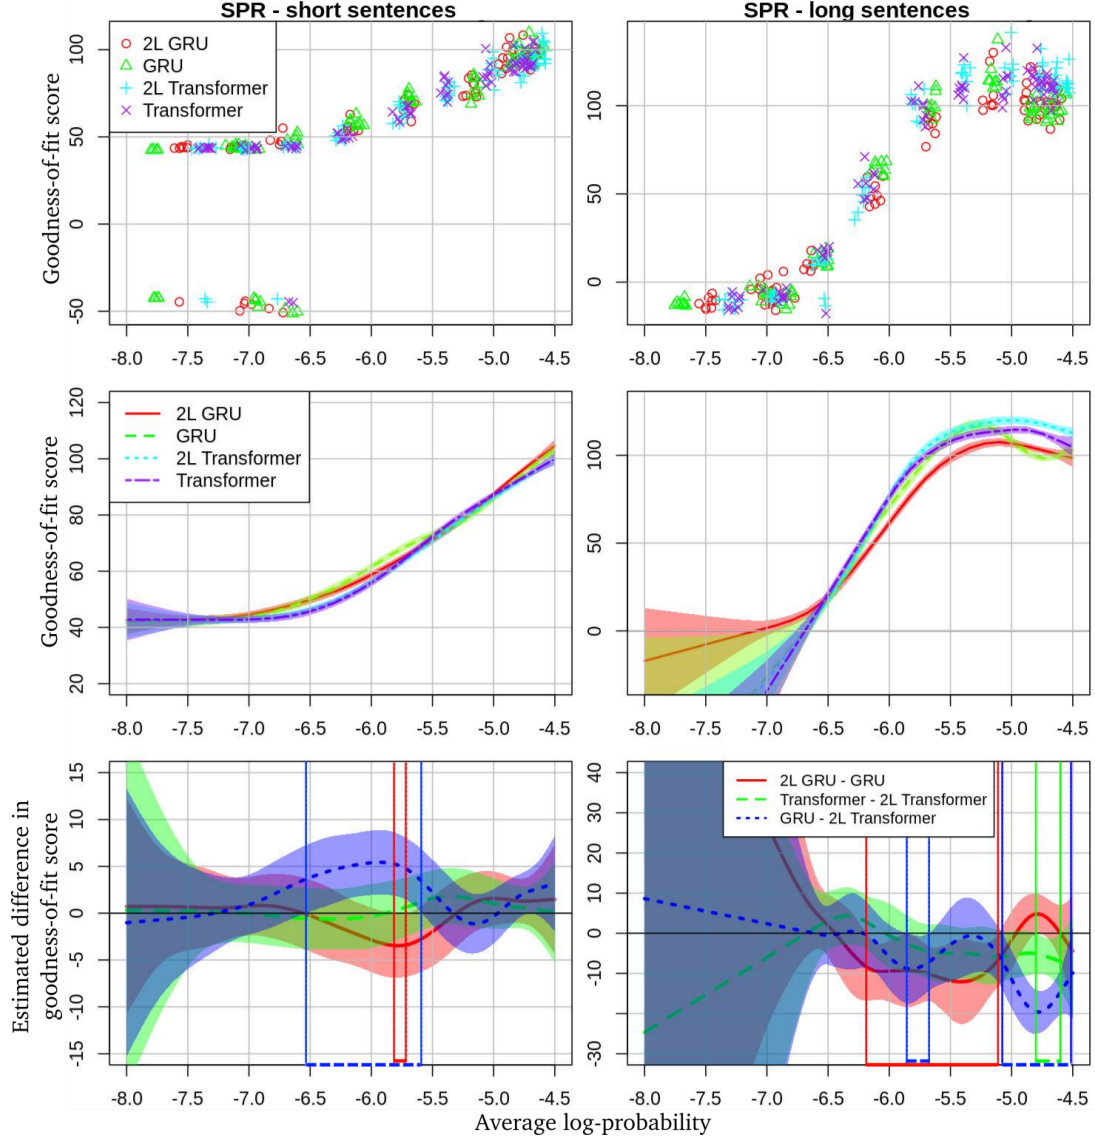 SPR - short sentences
SPR - long sentences
Goodness-of-fit score
100
50
0
-50
2L GRU
GRU
2L Transformer
Transformer
-8.0 -7.5 -7.0 -6.5 -6.0 -5.5 -5.0 -4.5
100
50
0
-8.0 -7.5 -7.0 -6.5 -6.0 -5.5 -5.0 -4.5
Goodness-of-fit score
120
100
80
60
40
20
2L GRU
GRU
2L Transformer
Transformer
-8.0 -7.5 -7.0 -6.5 -6.0 -5.5 -5.0 -4.5
100
50
0
-8.0 -7.5 -7.0 -6.5 -6.0 -5.5 -5.0 -4.5
Estimated difference in
goodness-of-fit score
15
10
5
0
-5
-10
-15
-8.0 -7.5 -7.0 -6.5 -6.0 -5.5 -5.0 -4.5
40
30
20
10
0
-10
-30
2L GRU - GRU
Transformer - 2L Transformer
GRU - 2L Transformer
-8.0 -7.5 -7.0 -6.5 -6.0 -5.5 -5.0 -4.5
Average log-probability